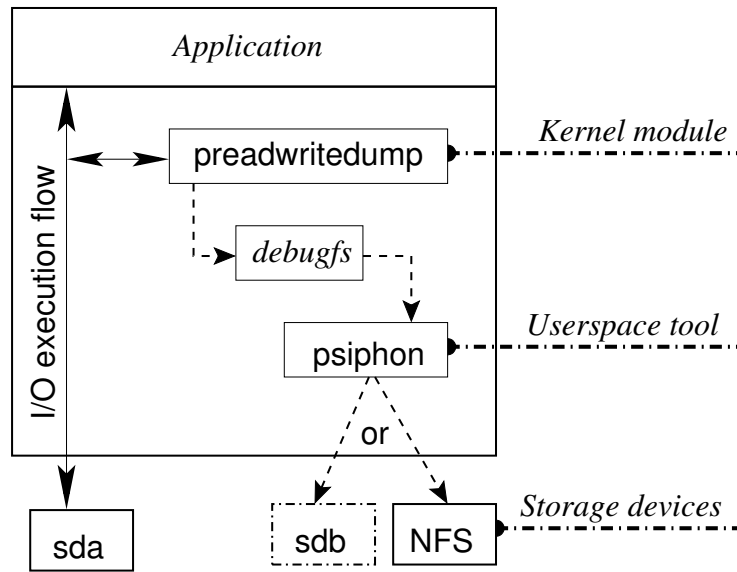 Application
Kernel module
preadwritedump
I/O execution flow
debugfs
Userspace tool
psiphon
or
Storage devices
sda
sdb
NFS